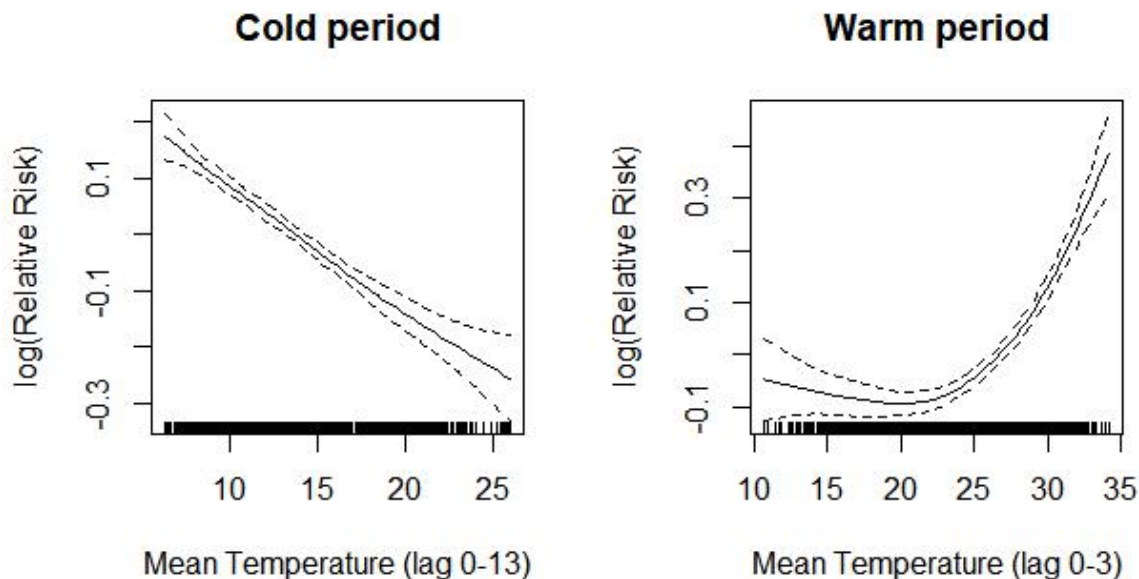 Cold period
log(Relative Risk)
0.1
-0.1
-0.3
10 15 20 25
Mean Temperature (lag 0-13)
Warm period
log(Relative Risk)
0.3
0.1
-0.1
10 15 20 25 30 35
Mean Temperature (lag 0-3)